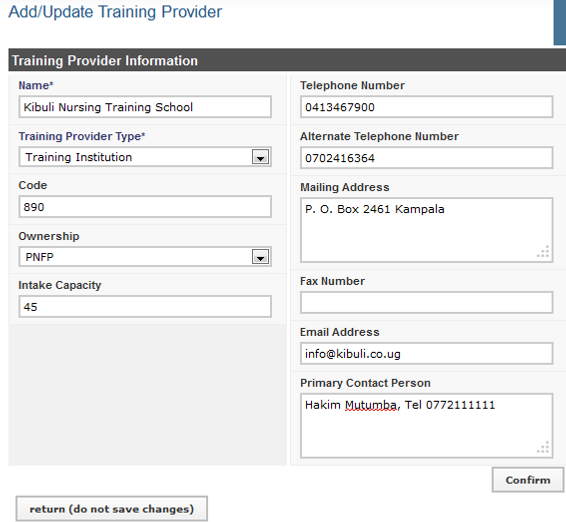 Add/Update Training Provider
Training Provider Information
Name*
Kibuli Nursing Training School
Training Provider Type*
Training Institution
Code
890
Ownership
PNFP
Intake Capacity
45
Telephone Number
0413467900
Alternate Telephone Number
0702416364
Mailing Address
P. O. Box 2461 Kampala
Fax Number
Email Address
info@kibuli.co.ug
Primary Contact Person
Hakim Mutumba, Tel 0772111111
Confirm
return (do not save changes)